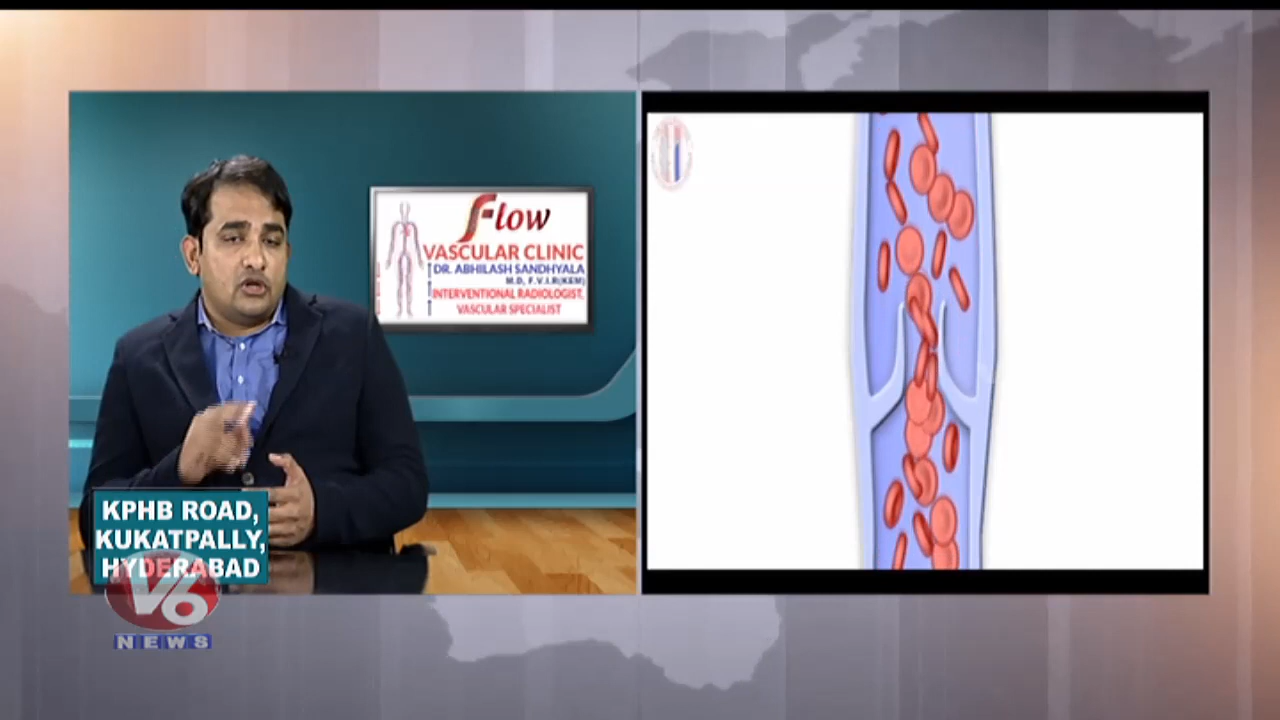 Flow
VASCULAR CLINIC
DR. ABHILASH SANDHYALA
M.D, F.V.I.R(KEM)
INTERVENTIONAL RADIOLOGIST,
VASCULAR SPECIALIST
KPHB ROAD,
KUKATPALLY,
HYDERABAD
V6
NEWS